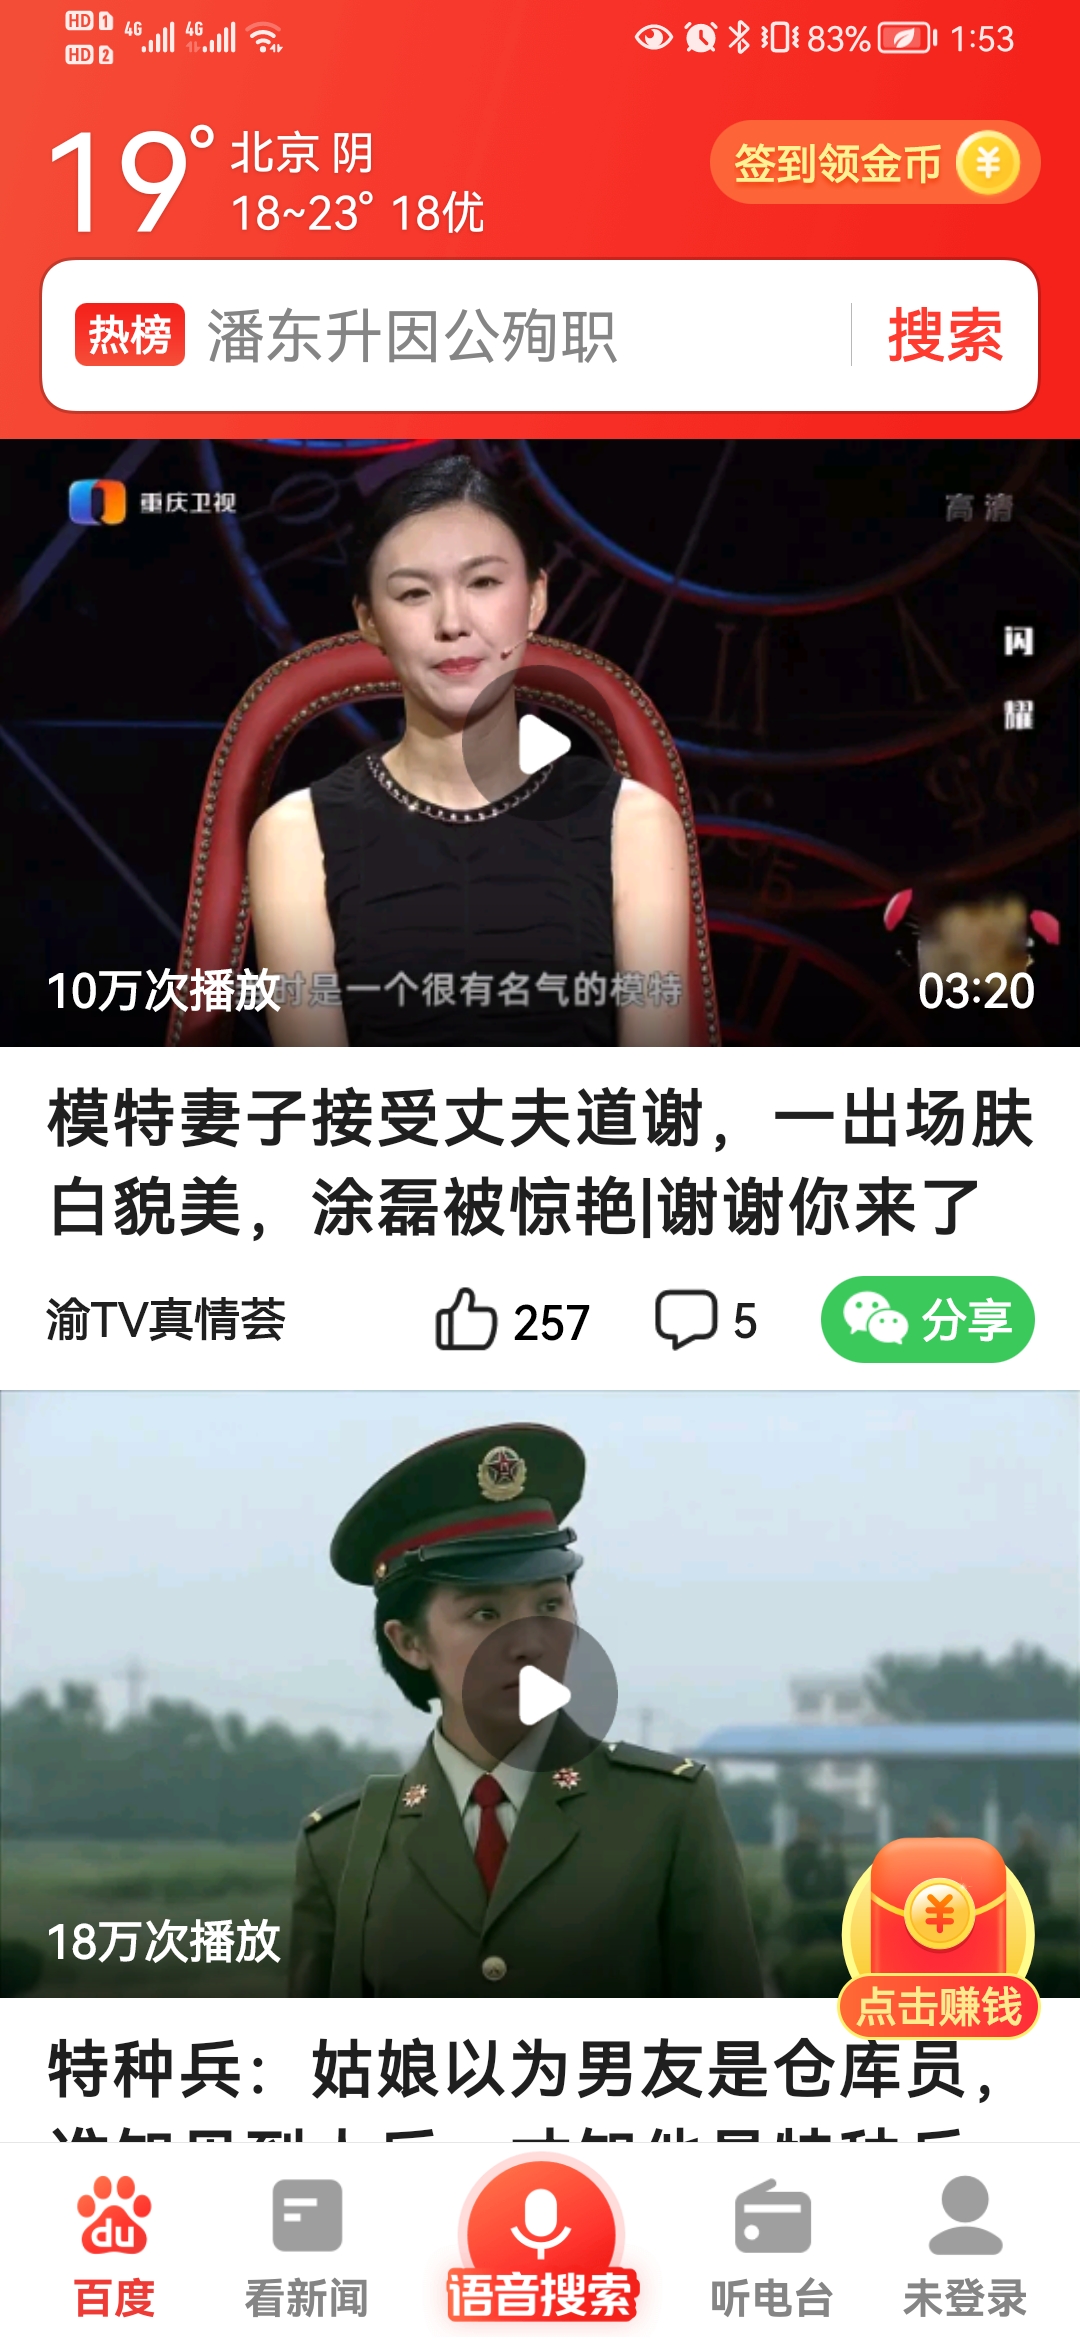 HD 1 4G 4G 83% 1:53
HD 2
19° 北京 阴
18~23° 18优
签到领金币
热榜 潘东升因公殉职 搜索
重庆卫视 高清
闪
耀
时是一个很有名气的模特
10万次播放 03:20
模特妻子接受丈夫道谢，一出场肤
白貌美，涂磊被惊艳|谢谢你来了
渝TV真情荟 257 5 分享
18万次播放
点击赚钱
特种兵：姑娘以为男友是仓库员，
du
百度 看新闻 语音搜索 听电台 未登录